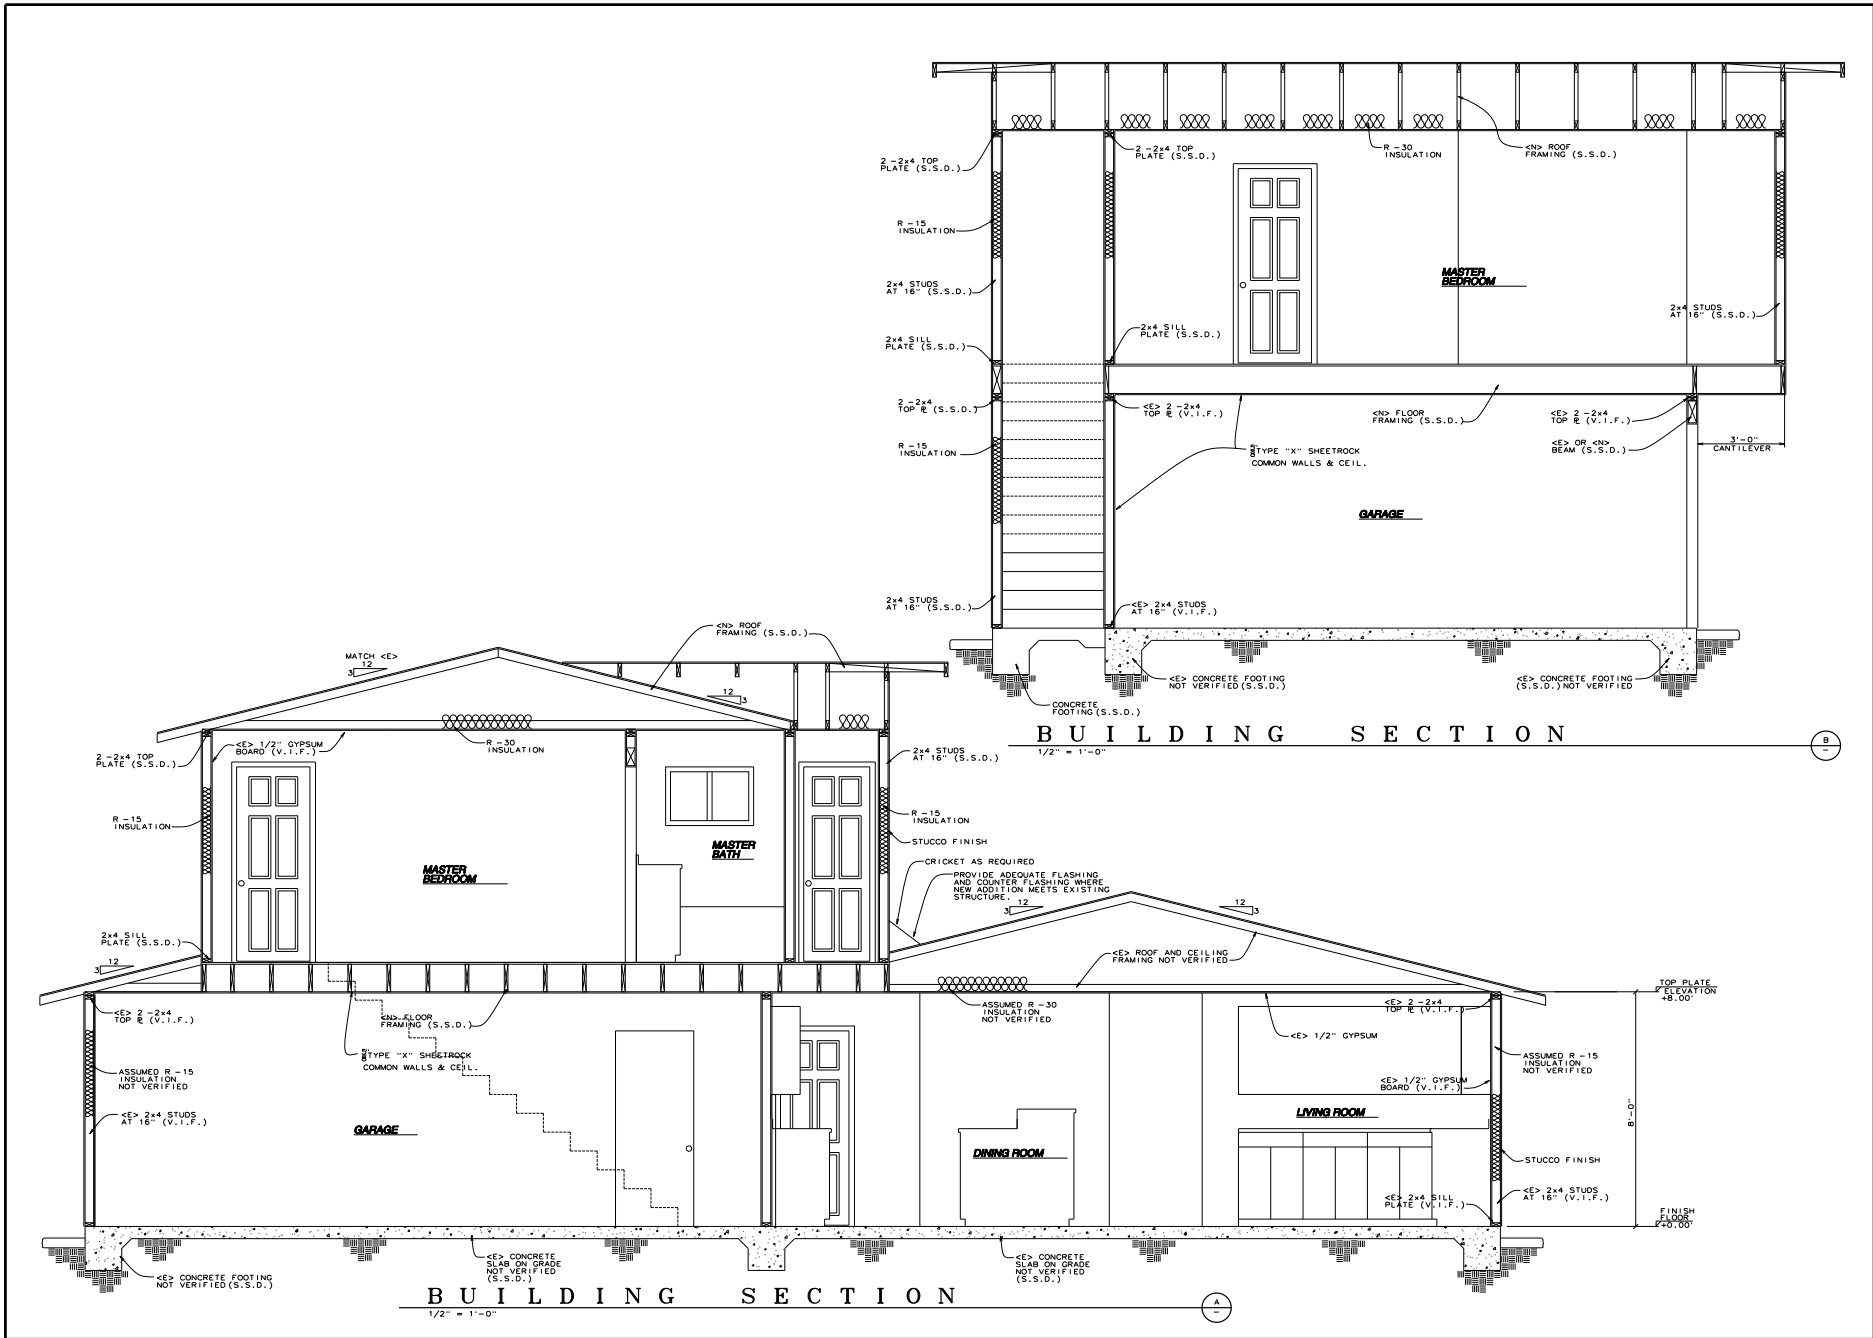 2 -2x4 TOP
PLATE (S.S.D.)
2 -2x4 TOP
PLATE (S.S.D.)
R -30
INSULATION
<N> ROOF
FRAMING (S.S.D.)
R -15
INSULATION
MASTER
BEDROOM
2x4 STUDS
AT 16" (S.S.D.)
2x4 STUDS
AT 16" (S.S.D.)
2x4 SILL
PLATE (S.S.D.)
2x4 SILL
PLATE (S.S.D.)
2 -2x4
TOP ℄ (S.S.D.)
<E> 2 -2x4
TOP ℄ (V.I.F.)
<N> FLOOR
FRAMING (S.S.D.)
<E> 2 -2x4
TOP ℄ (V.I.F.)
<E> OR <N>
BEAM (S.S.D.)
3'-0"
CANTILEVER
R -15
INSULATION
TYPE "X" SHEETROCK
COMMON WALLS & CEIL.
GARAGE
2x4 STUDS
AT 16" (S.S.D.)
<E> 2x4 STUDS
AT 16" (V.I.F.)
CONCRETE
FOOTING (S.S.D.)
<E> CONCRETE FOOTING
NOT VERIFIED (S.S.D.)
<E> CONCRETE FOOTING
(S.S.D.) NOT VERIFIED
BUILDING SECTION
1/2" = 1'-0"
B
-
<N> ROOF
FRAMING (S.S.D.)
MATCH <E>
12
3
12
3
2 -2x4 TOP
PLATE (S.S.D.)
<E> 1/2" GYPSUM
BOARD (V.I.F.)
R -30
INSULATION
2x4 STUDS
AT 16" (S.S.D.)
R -15
INSULATION
R -15
INSULATION
STUCCO FINISH
MASTER
BATH
MASTER
BEDROOM
CRICKET AS REQUIRED
PROVIDE ADEQUATE FLASHING
AND COUNTER FLASHING WHERE
NEW ADDITION MEETS EXISTING
STRUCTURE.
12
3
12
3
2x4 SILL
PLATE (S.S.D.)
12
3
<E> ROOF AND CEILING
FRAMING NOT VERIFIED
TOP PLATE
ELEVATION
+8.00'
<E> 2 -2x4
TOP ℄ (V.I.F.)
<N> FLOOR
FRAMING (S.S.D.)
ASSUMED R -30
INSULATION
NOT VERIFIED
<E> 2 -2x4
TOP ℄ (V.I.F.)
<E> 1/2" GYPSUM
TYPE "X" SHEETROCK
COMMON WALLS & CEIL.
ASSUMED R -15
INSULATION
NOT VERIFIED
ASSUMED R -15
INSULATION
NOT VERIFIED
<E> 1/2" GYPSUM
BOARD (V.I.F.)
<E> 2x4 STUDS
AT 16" (V.I.F.)
GARAGE
LIVING ROOM
8'-0"
DINING ROOM
STUCCO FINISH
<E> 2x4 SILL
PLATE (V.I.F.)
<E> 2x4 STUDS
AT 16" (V.I.F.)
FINISH
FLOOR
+0.00'
<E> CONCRETE FOOTING
NOT VERIFIED (S.S.D.)
<E> CONCRETE
SLAB ON GRADE
NOT VERIFIED
(S.S.D.)
<E> CONCRETE
SLAB ON GRADE
NOT VERIFIED
(S.S.D.)
BUILDING SECTION
1/2" = 1'-0"
A
-